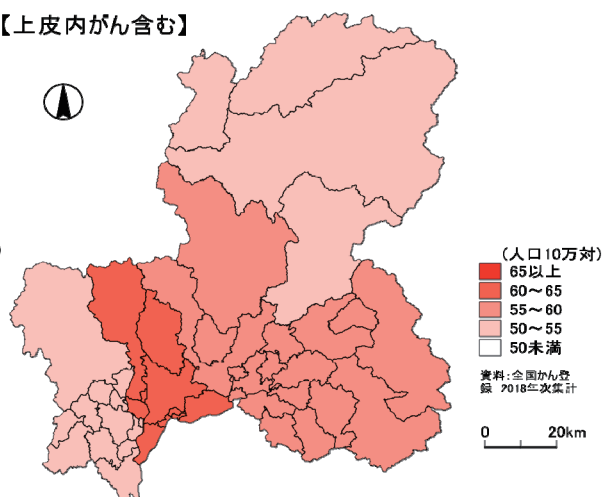 【上皮内がん含む】
(人口10万対)
65以上
60～65
55～60
50～55
50未満
資料:全国がん登
録 2018年次集計
0 20km